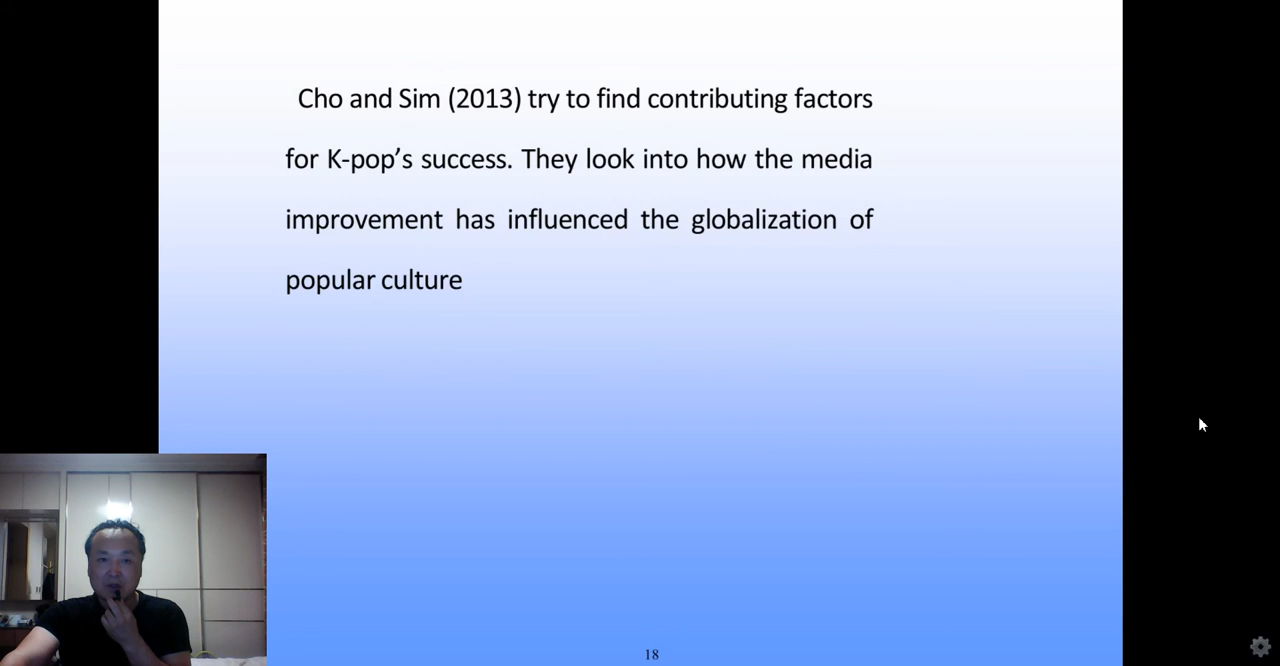 Cho and Sim (2013) try to find contributing factors
for K-pop’s success. They look into how the media
improvement has influenced the globalization of
popular culture
18